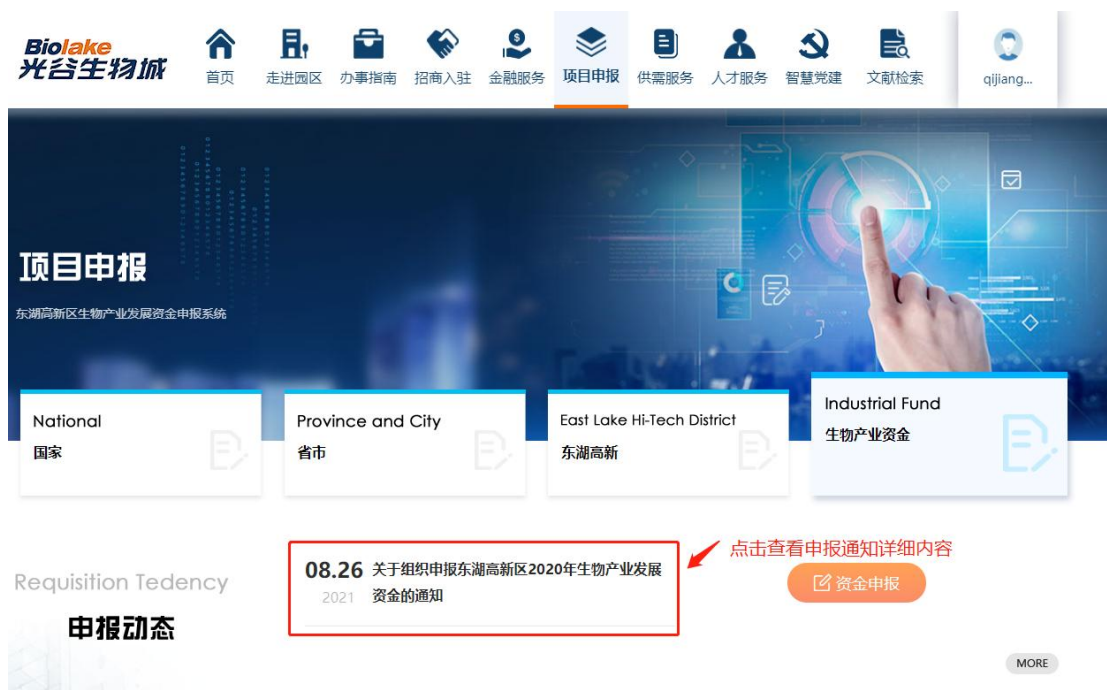 Biolake
光谷生物城
首页
走进园区
办事指南
招商入驻
金融服务
项目申报
供需服务
人才服务
智慧党建
文献检索
qijiang...
项目申报
东湖高新区生物产业发展资金申报系统
National
国家
Province and City
省市
East Lake Hi-Tech District
东湖高新
Industrial Fund
生物产业资金
Requisition Tedency
申报动态
08.26 关于组织申报东湖高新区2020年生物产业发展
2021 资金的通知
点击查看申报通知详细内容
资金申报
MORE